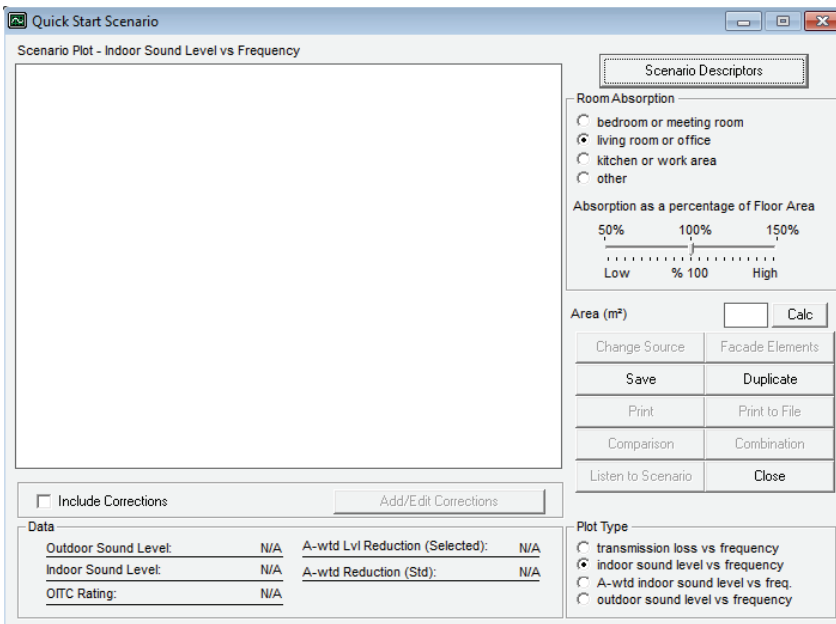 Quick Start Scenario
Scenario Plot - Indoor Sound Level vs Frequency
Scenario Descriptors
Room Absorption
bedroom or meeting room
living room or office
kitchen or work area
other
Absorption as a percentage of Floor Area
50% 100% 150%
Low % 100 High
Area (m²) Calc
Change Source Facade Elements
Save Duplicate
Print Print to File
Comparison Combination
Listen to Scenario Close
Include Corrections Add/Edit Corrections
Data
Outdoor Sound Level: N/A A-wtd Lvl Reduction (Selected): N/A
Indoor Sound Level: N/A A-wtd Reduction (Std): N/A
OITC Rating: N/A
Plot Type
transmission loss vs frequency
indoor sound level vs frequency
A-wtd indoor sound level vs freq.
outdoor sound level vs frequency